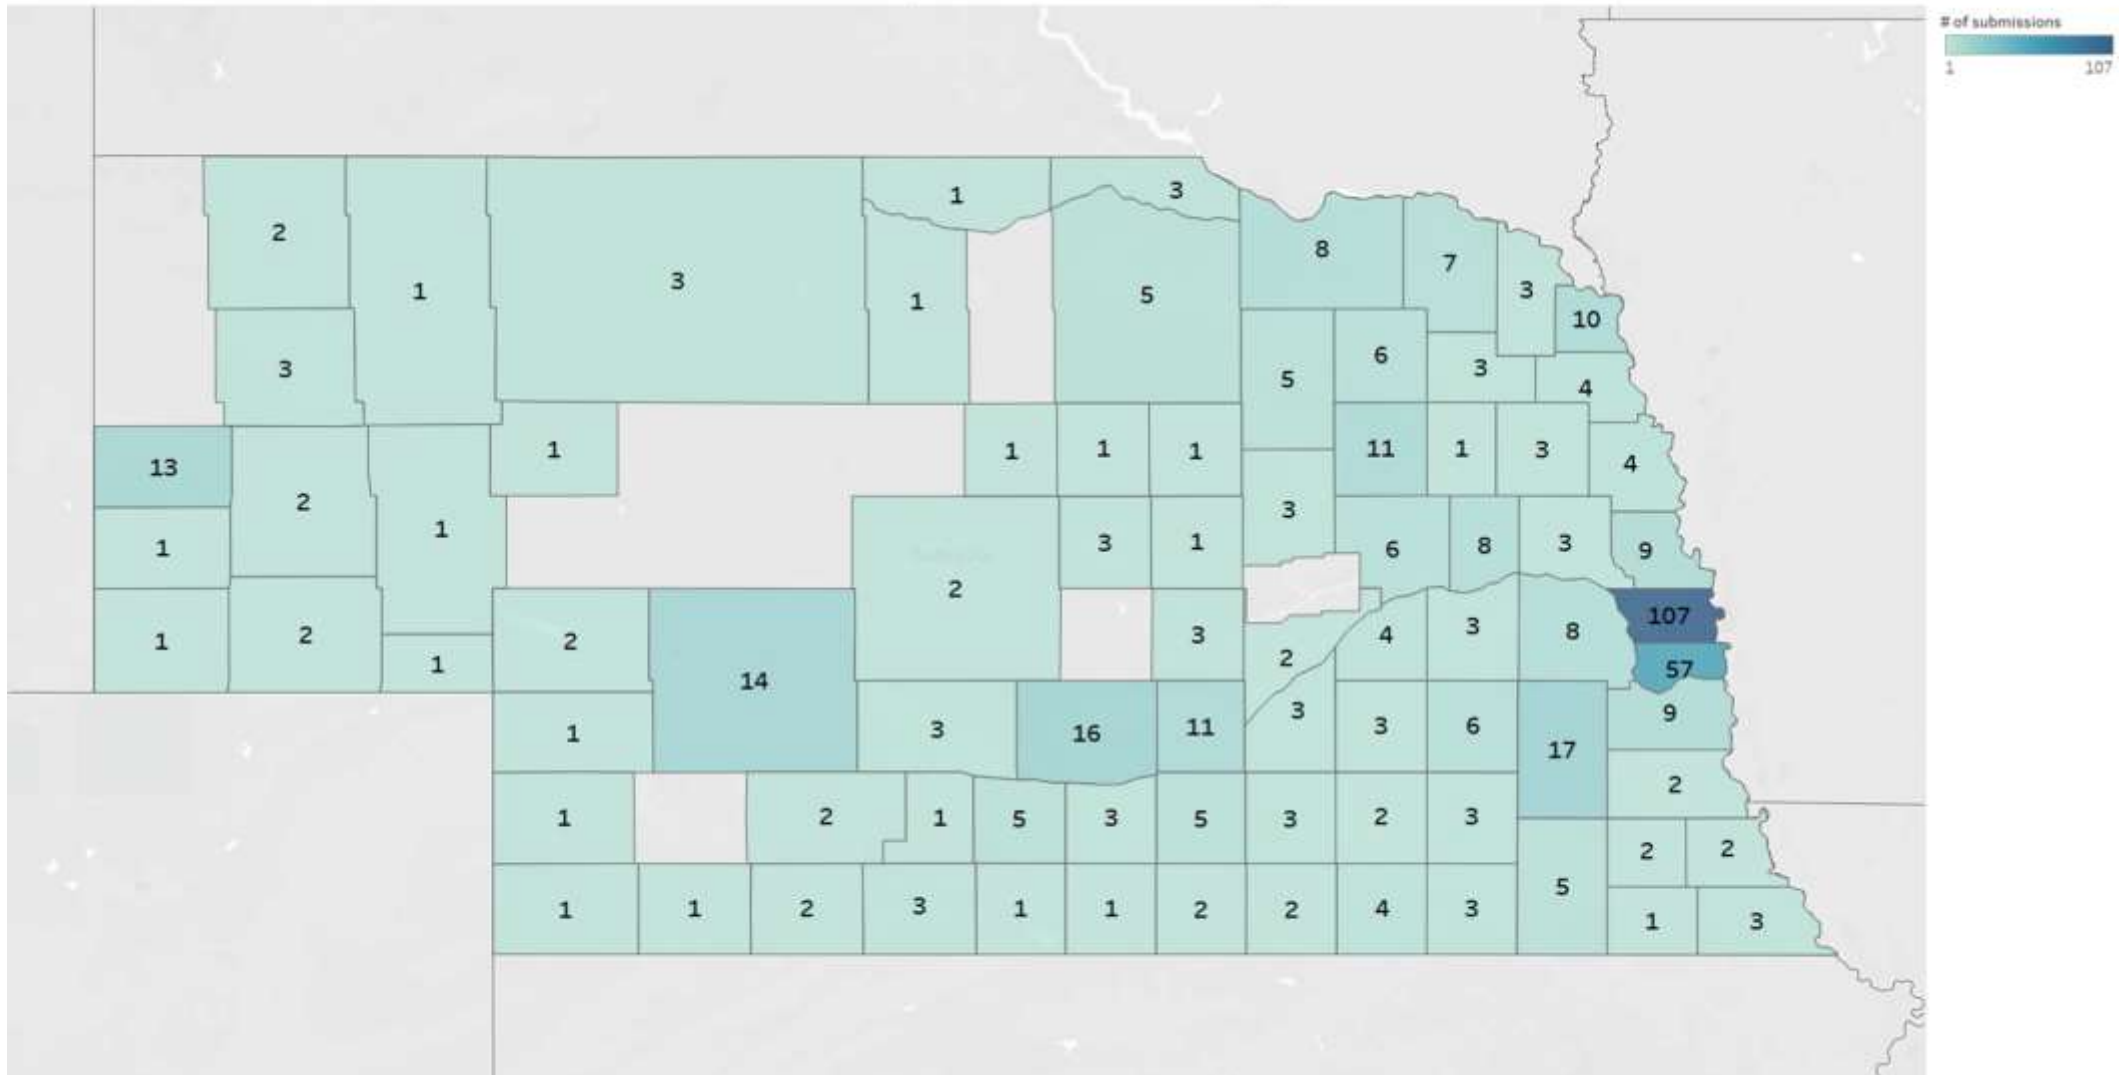 # of submissions
1 107
1 3
2 8 7
1 3 1 5 3
10
3 5 6 3 4
13 1 1 1 1 11 1 3 4
2 1 3
1 3 1 6 8 3 9
2 107
1 2 1 2 3 2 4 3 8
14 57
1 3 16 11 3 3 6 17 9
2
1 2 1 5 3 5 3 2 3
2 2
5
1 1 2 3 1 1 2 2 4 3 1 3